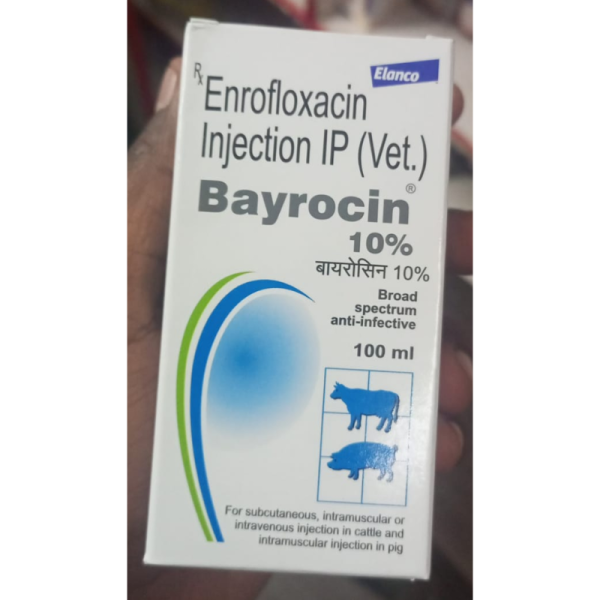 Elanco
Rx Enrofloxacin
Injection IP (Vet.)
Bayrocin®
10%
बायरोसिन 10%
Broad
spectrum
anti-infective
100 ml
For subcutaneous, intramuscular or
intravenous injection in cattle and
intramuscular injection in pig